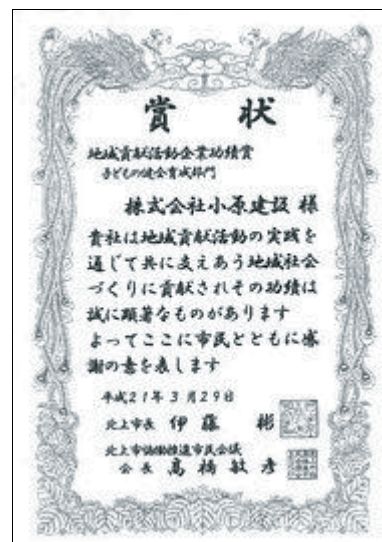 賞状
地域貢献活動企業功績賞
子どもの健全育成部門
株式会社小原建設 様
貴社は地域貢献活動の実践を
通じて共に支えあう地域社会
づくりに貢献されその功績は
誠に顕著なものがあります
よってここに市民とともに感
謝の意を表します
平成21年3月29日
北上市長 伊藤 彬
北上市協働推進市民会議
会長 高橋敏彦